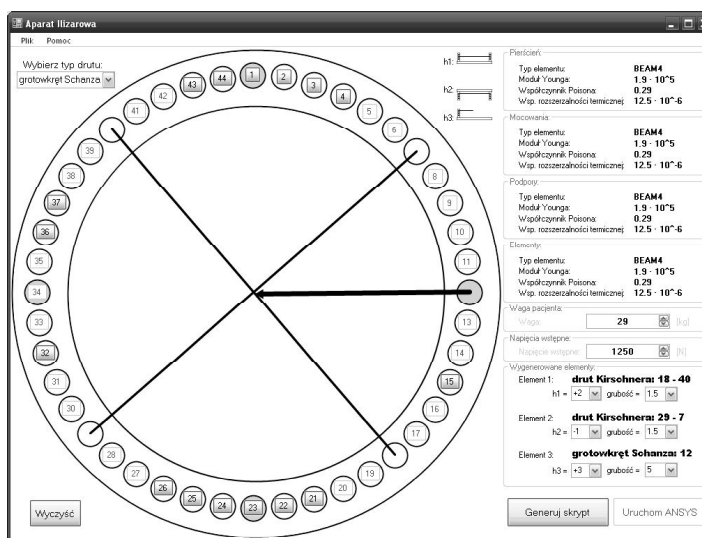 Aparat Ilizarowa
Plik Pomoc
Wybierz typ drutu:
grotowkręt Schanza
h1:
h2:
h3:
1
2
3
4
5
6
8
9
10
11
13
14
15
16
17
19
20
21
22
23
24
25
26
27
28
30
31
32
33
34
35
36
37
38
39
41
42
43
44
Wyczyść
Pierścień:
Typ elementu: BEAM4
Moduł Younga: 1.9 · 10^5
Współczynnik Poisona: 0.29
Wsp. rozszerzalności termicznej: 12.5 · 10^-6
Mocowania:
Typ elementu: BEAM4
Moduł Younga: 1.9 · 10^5
Współczynnik Poisona: 0.29
Wsp. rozszerzalności termicznej: 12.5 · 10^-6
Podpory:
Typ elementu: BEAM4
Moduł Younga: 1.9 · 10^5
Współczynnik Poisona: 0.29
Wsp. rozszerzalności termicznej: 12.5 · 10^-6
Elementy:
Typ elementu: BEAM4
Moduł Younga: 1.9 · 10^5
Współczynnik Poisona: 0.29
Wsp. rozszerzalności termicznej: 12.5 · 10^-6
Waga pacjenta
Waga: 29 [kg]
Napięcia wstępne:
Napięcie wstępne: 1250 [N]
Wygenerowane elementy:
Element 1: drut Kirschnera: 18 - 40
h1 = +2 grubość = 1.5
Element 2: drut Kirschnera: 29 - 7
h2 = -1 grubość = 1.5
Element 3: grotowkręt Schanza: 12
h3 = +3 grubość = 5
Generuj skrypt
Uruchom ANSYS